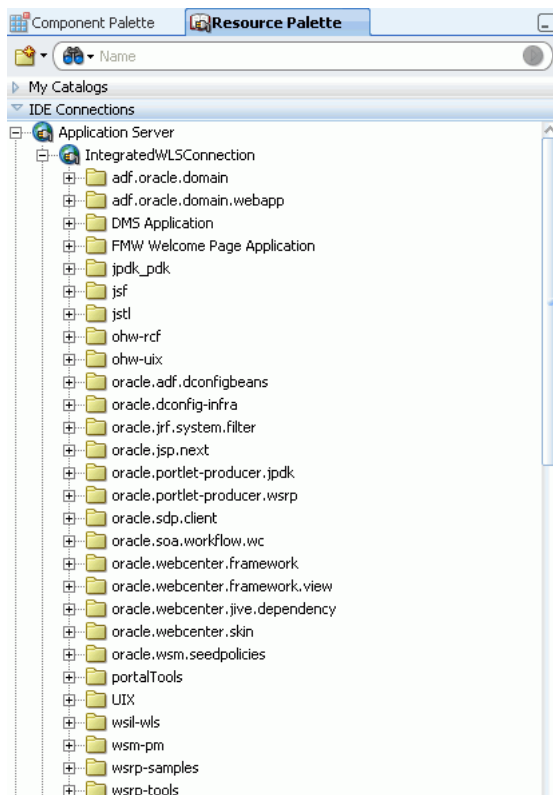 Component Palette Resource Palette
Name
My Catalogs
IDE Connections
Application Server
IntegratedWLSConnection
adf.oracle.domain
adf.oracle.domain.webapp
DMS Application
FMW Welcome Page Application
jpdk_pdk
jsf
jstl
ohw-rcf
ohw-uix
oracle.adf.dconfigbeans
oracle.dconfig-infra
oracle.jrf.system.filter
oracle.jsp.next
oracle.portlet-producer.jpdk
oracle.portlet-producer.wsrp
oracle.sdp.client
oracle.soa.workflow.wc
oracle.webcenter.framework
oracle.webcenter.framework.view
oracle.webcenter.jive.dependency
oracle.webcenter.skin
oracle.wsm.seedpolicies
portalTools
UIX
wsil-wls
wsm-pm
wsrp-samples
wsrp-tools